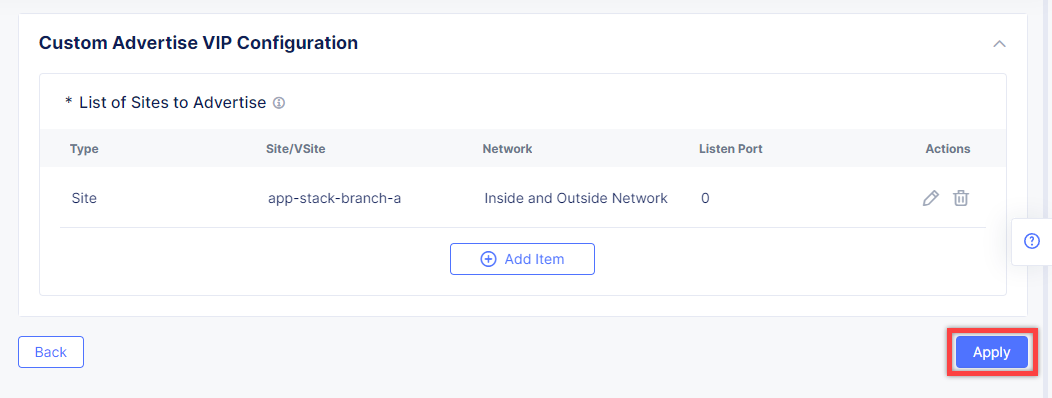 Custom Advertise VIP Configuration
* List of Sites to Advertise
Type Site/VSite Network Listen Port Actions
Site app-stack-branch-a Inside and Outside Network 0
Add Item
Back Apply